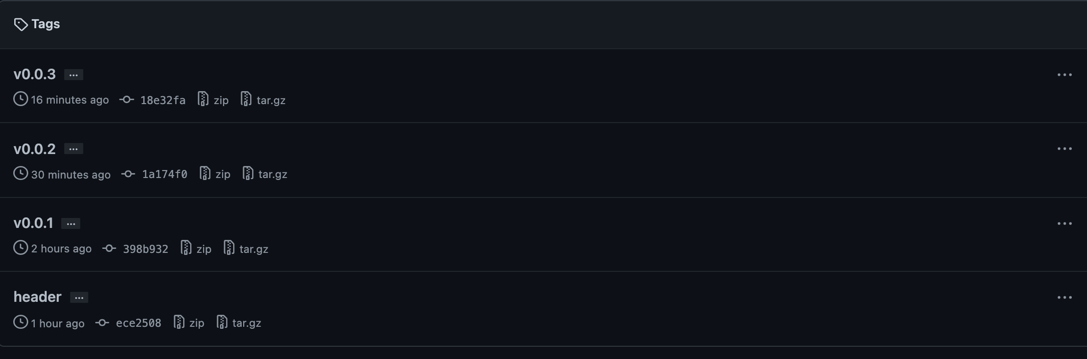 Tags
v0.0.3 ...
16 minutes ago 18e32fa zip tar.gz
v0.0.2 ...
30 minutes ago 1a174f0 zip tar.gz
v0.0.1 ...
2 hours ago 398b932 zip tar.gz
header ...
1 hour ago ece2508 zip tar.gz